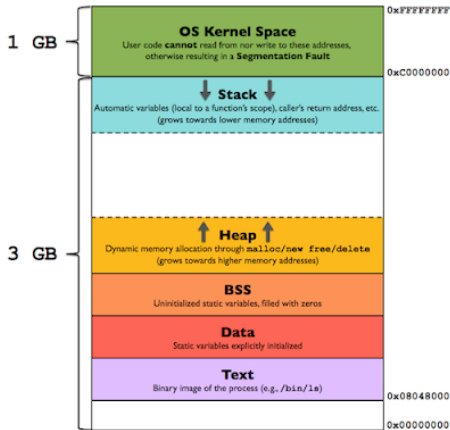 0xFFFFFFFF
1 GB
OS Kernel Space
User code cannot read from nor write to these addresses,
otherwise resulting in a Segmentation Fault
0xC0000000
Stack
Automatic variables (local to a function's scope), caller's return address, etc.
(grows towards lower memory addresses)
3 GB
Heap
Dynamic memory allocation through malloc/new free/delete
(grows towards higher memory addresses)
BSS
Uninitialized static variables, filled with zeros
Data
Static variables explicitly initialized
Text
Binary image of the process (e.g., /bin/ls)
0x08048000
0x00000000